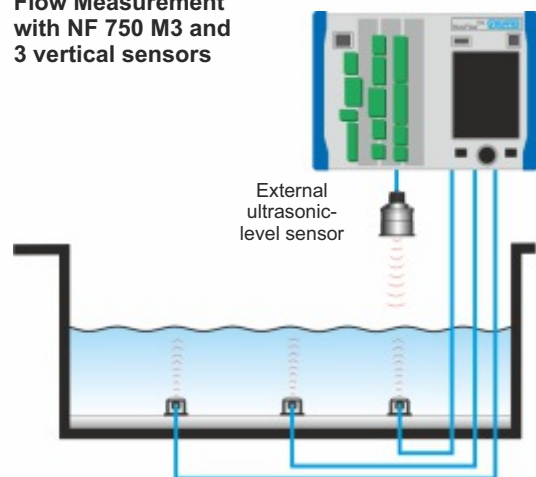 Flow Measurement
with NF 750 M3 and
3 vertical sensors
External
ultrasonic-
level sensor